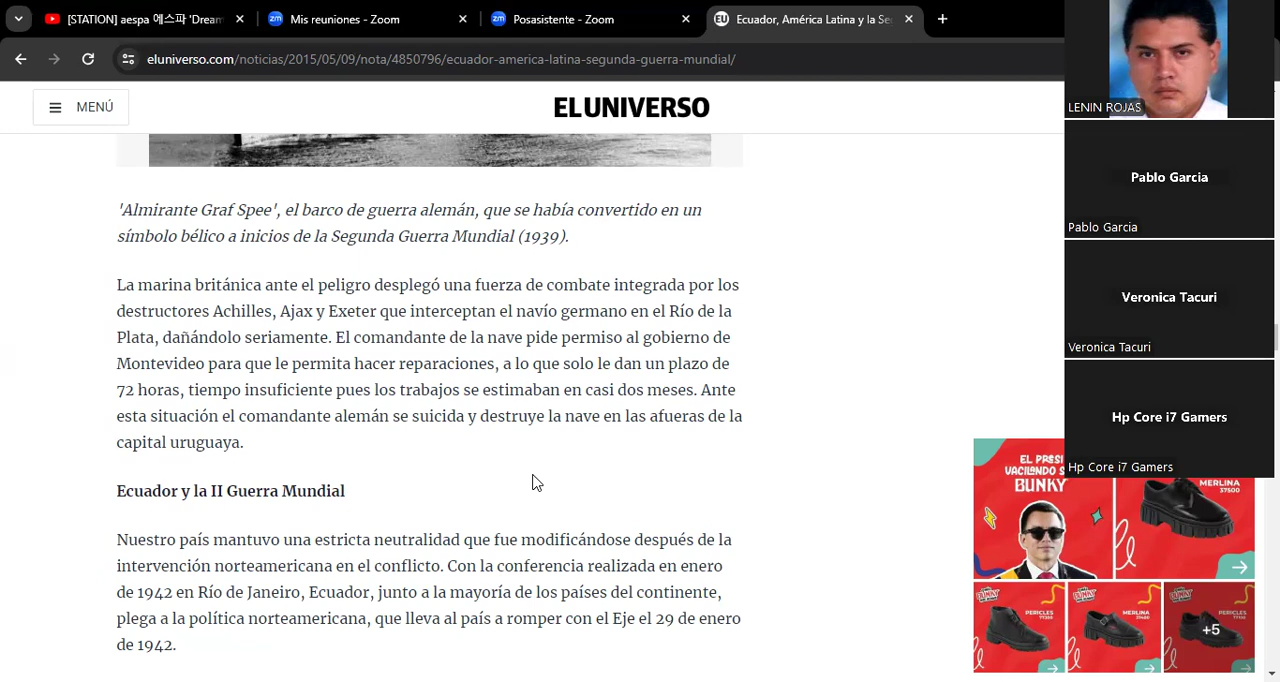 [STATION] aespa 에스파 'Dream
Mis reuniones - Zoom
Posasistente - Zoom
Ecuador, América Latina y la Se
eluniverso.com/noticias/2015/05/09/nota/4850796/ecuador-america-latina-segunda-guerra-mundial/
MENÚ
EL UNIVERSO
'Almirante Graf Spee', el barco de guerra alemán, que se había convertido en un
símbolo bélico a inicios de la Segunda Guerra Mundial (1939).
La marina británica ante el peligro desplegó una fuerza de combate integrada por los
destructores Achilles, Ajax y Exeter que interceptan el navío germano en el Río de la
Plata, dañándolo seriamente. El comandante de la nave pide permiso al gobierno de
Montevideo para que le permita hacer reparaciones, a lo que solo le dan un plazo de
72 horas, tiempo insuficiente pues los trabajos se estimaban en casi dos meses. Ante
esta situación el comandante alemán se suicida y destruye la nave en las afueras de la
capital uruguaya.
Ecuador y la II Guerra Mundial
Nuestro país mantuvo una estricta neutralidad que fue modificándose después de la
intervención norteamericana en el conflicto. Con la conferencia realizada en enero
de 1942 en Río de Janeiro, Ecuador, junto a la mayoría de los países del continente,
plega a la política norteamericana, que lleva al país a romper con el Eje el 29 de enero
de 1942.
LENIN ROJAS
Pablo Garcia
Pablo Garcia
Veronica Tacuri
Veronica Tacuri
Hp Core i7 Gamers
Hp Core i7 Gamers
EL PRESI
VACILANDO S
BUNKY
MERLINA
37500
PERICLES
MERLINA
PERICLES
+5